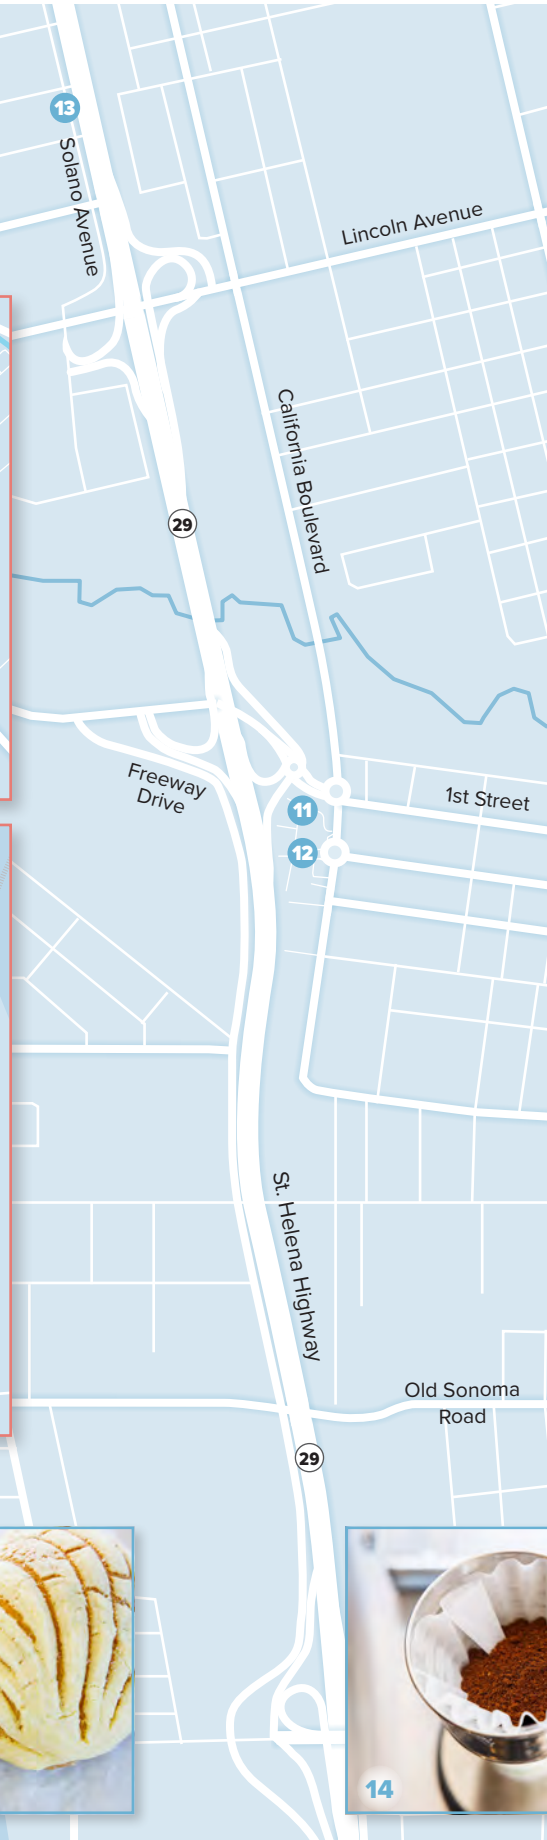 13
Solano Avenue
Lincoln Avenue
California Boulevard
29
Freeway
Drive
1st Street
11
12
St. Helena Highway
Old Sonoma
Road
29
14